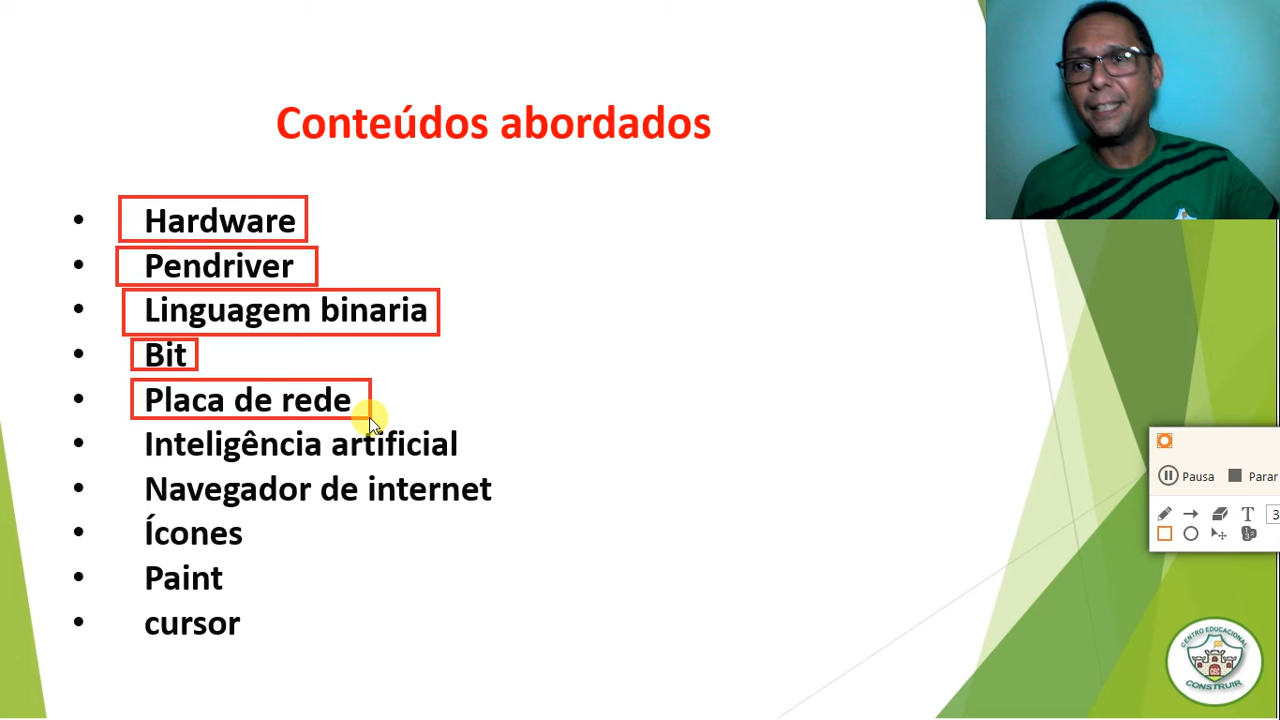 Conteúdos abordados
• Hardware
• Pendriver
• Linguagem binaria
• Bit
• Placa de rede
• Inteligência artificial
• Navegador de internet
• Ícones
• Paint
• cursor
Pausa Parar
T 3
CENTRO EDUCACIONAL
CONSTRUIR